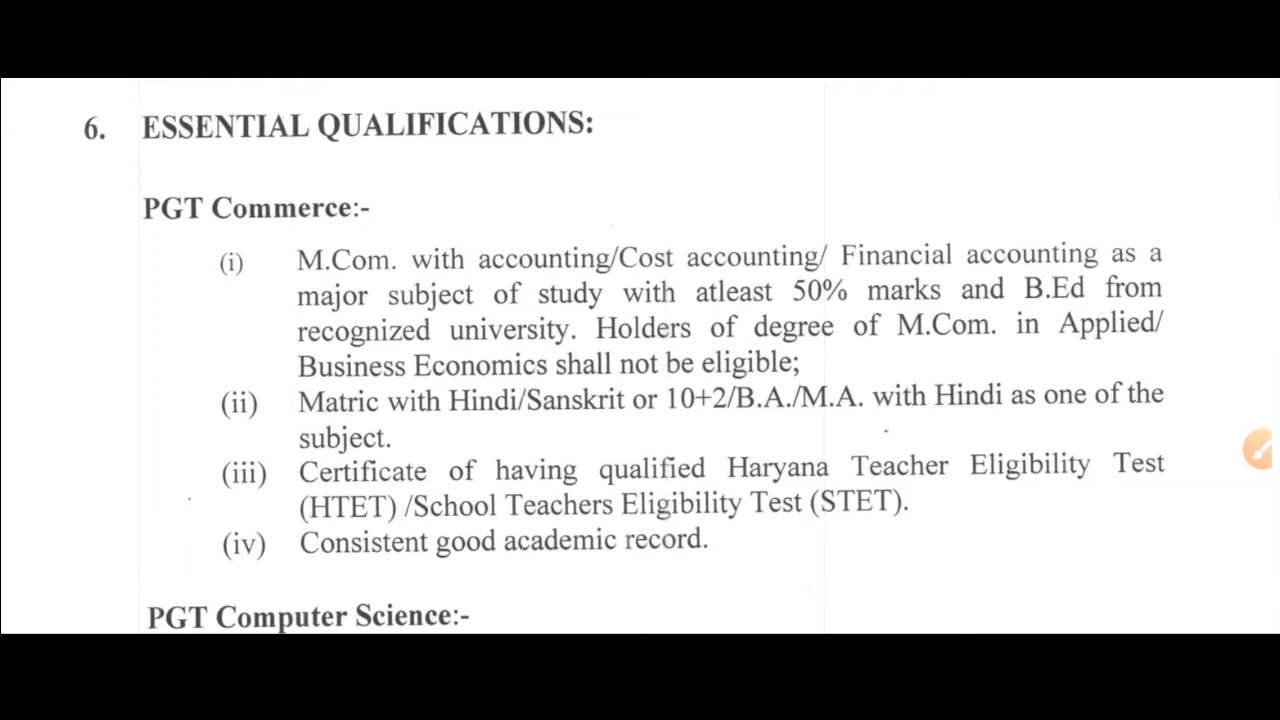 6. ESSENTIAL QUALIFICATIONS:
PGT Commerce:-
(i) M.Com. with accounting/Cost accounting/ Financial accounting as a
major subject of study with atleast 50% marks and B.Ed from
recognized university. Holders of degree of M.Com. in Applied/
Business Economics shall not be eligible;
(ii) Matric with Hindi/Sanskrit or 10+2/B.A./M.A. with Hindi as one of the
subject.
(iii) Certificate of having qualified Haryana Teacher Eligibility Test
(HTET) /School Teachers Eligibility Test (STET).
(iv) Consistent good academic record.
PGT Computer Science:-